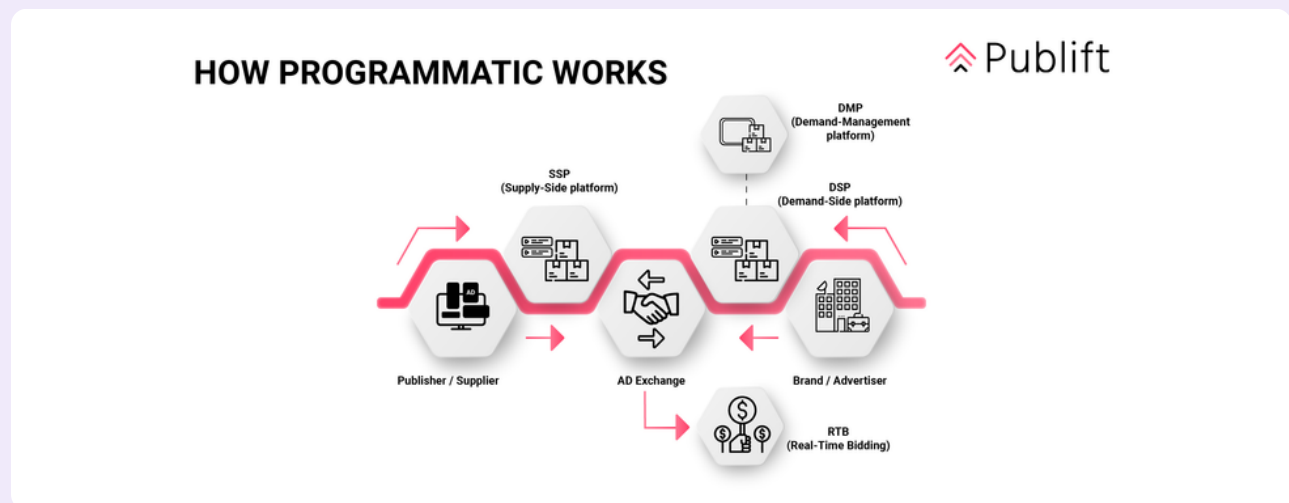 HOW PROGRAMMATIC WORKS
Publift
DMP
(Demand-Management
platform)
SSP
(Supply-Side platform)
DSP
(Demand-Side platform)
AD
Publisher / Supplier
AD Exchange
Brand / Advertiser
$
$
$
RTB
(Real-Time Bidding)